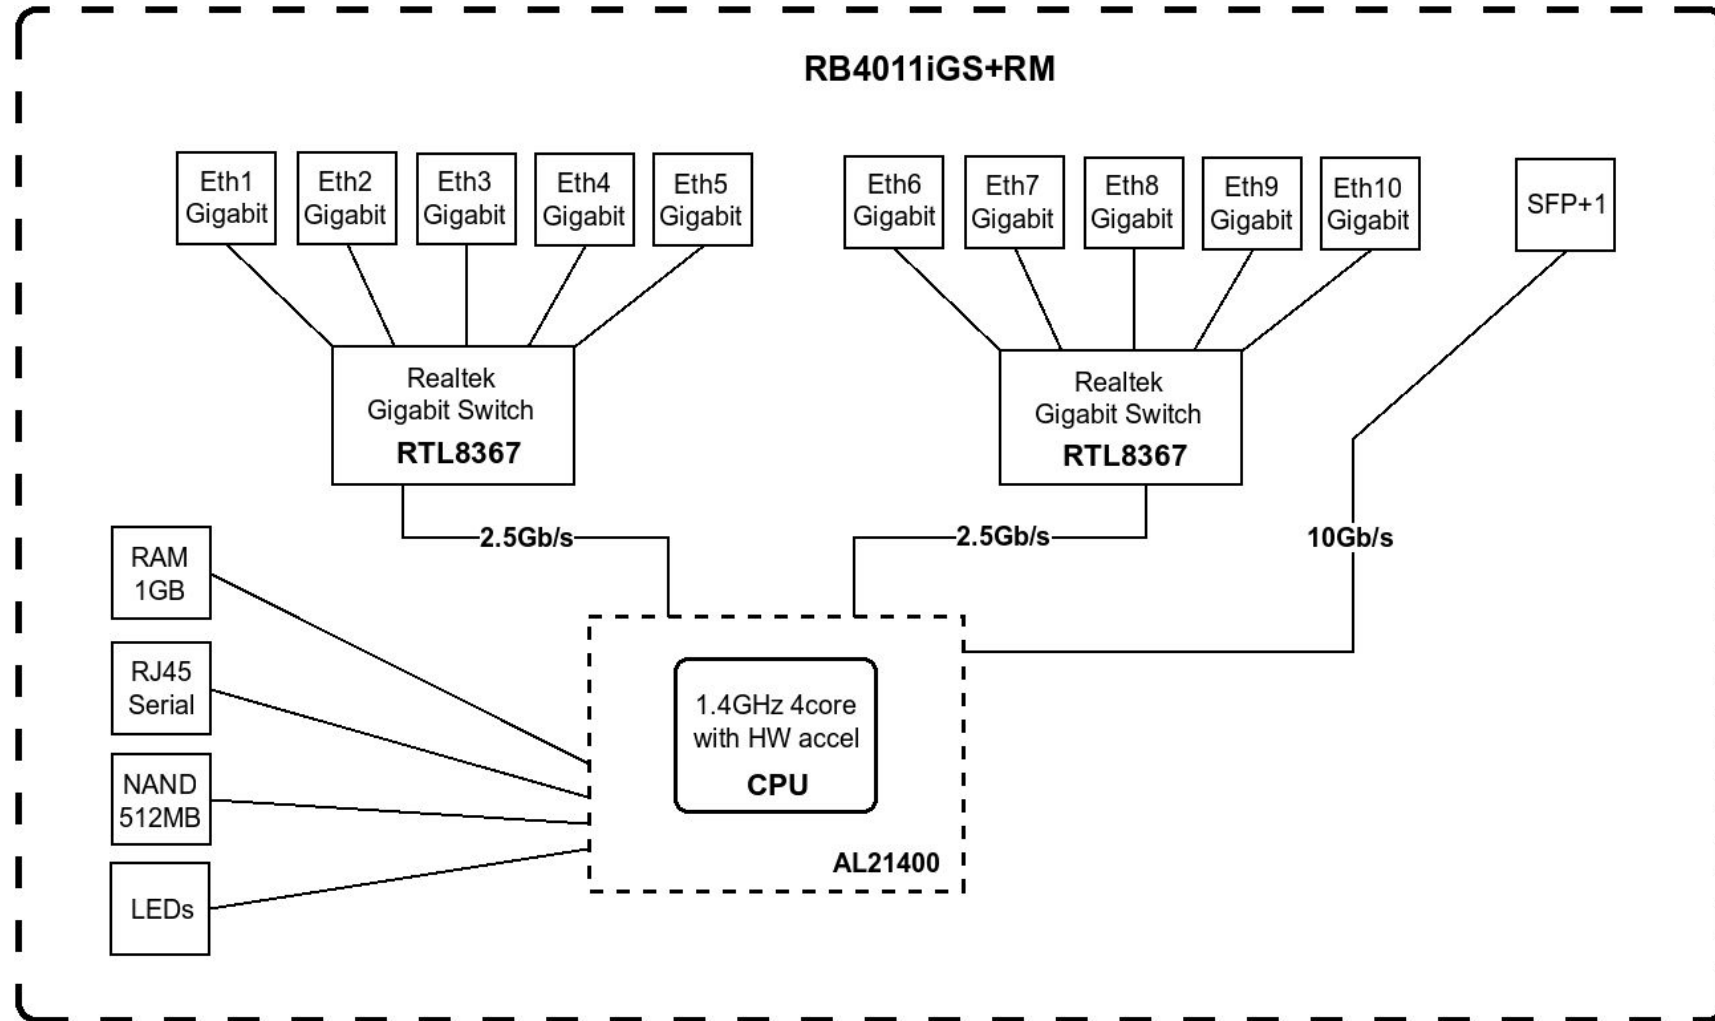 RB4011iGS+RM
Eth1
Gigabit
Eth2
Gigabit
Eth3
Gigabit
Eth4
Gigabit
Eth5
Gigabit
Eth6
Gigabit
Eth7
Gigabit
Eth8
Gigabit
Eth9
Gigabit
Eth10
Gigabit
SFP+1
Realtek
Gigabit Switch
RTL8367
Realtek
Gigabit Switch
RTL8367
2.5Gb/s
2.5Gb/s
10Gb/s
RAM
1GB
RJ45
Serial
NAND
512MB
LEDs
1.4GHz 4core
with HW accel
CPU
AL21400